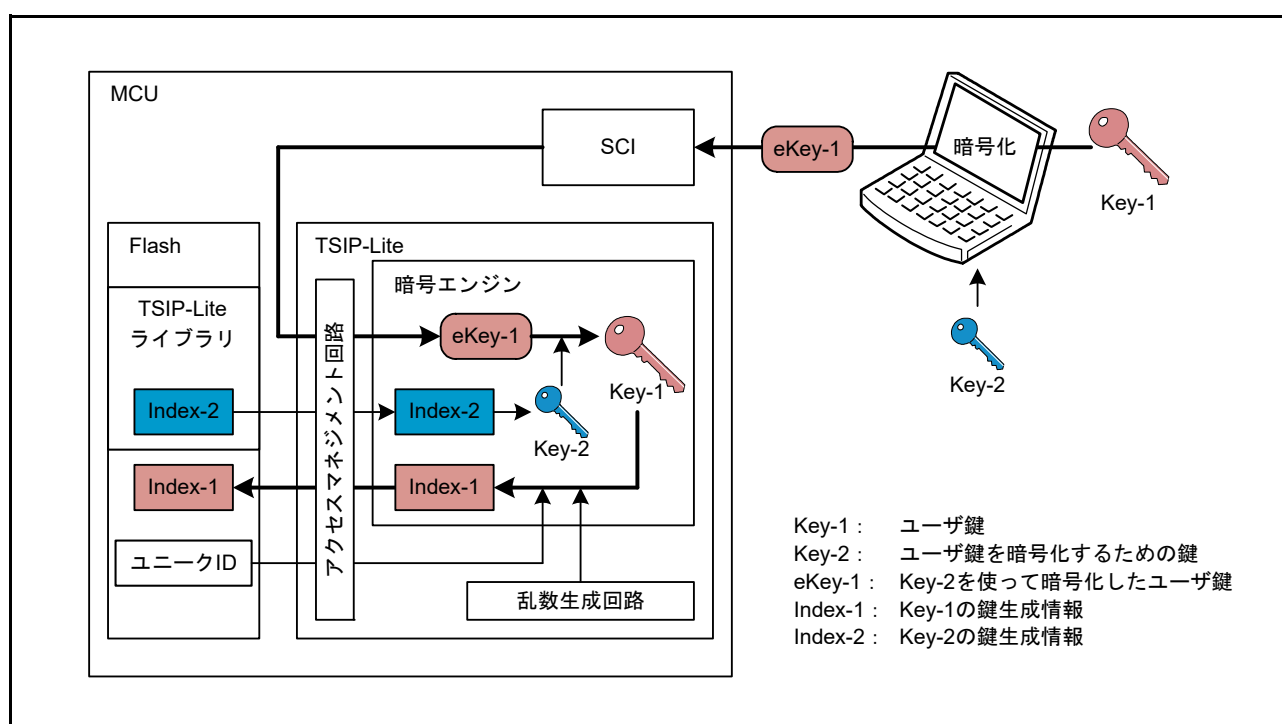 MCU
SCI
eKey-1
暗号化
Key-1
Key-2
Flash
TSIP-Lite
ライブラリ
Index-2
Index-1
ユニークID
TSIP-Lite
アクセスマネジメント回路
暗号エンジン
eKey-1
Key-1
Index-2
Key-2
Index-1
乱数生成回路
Key-1： ユーザ鍵
Key-2： ユーザ鍵を暗号化するための鍵
eKey-1： Key-2を使って暗号化したユーザ鍵
Index-1： Key-1の鍵生成情報
Index-2： Key-2の鍵生成情報